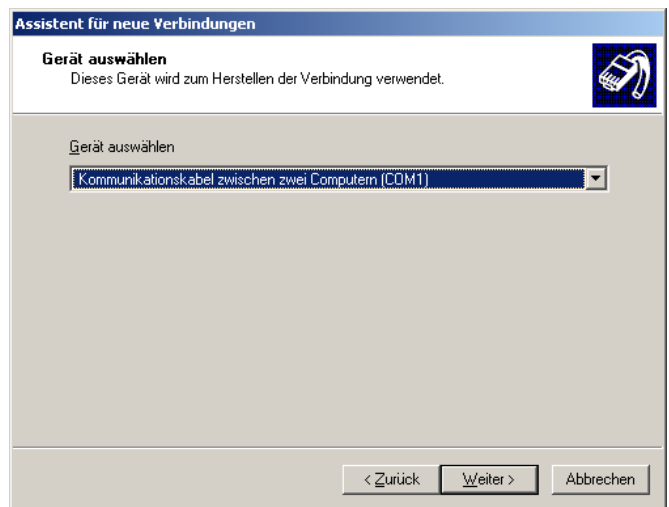 Assistent für neue Verbindungen
Gerät auswählen
Dieses Gerät wird zum Herstellen der Verbindung verwendet.
Gerät auswählen
Kommunikationskabel zwischen zwei Computern (COM1)
< Zurück Weiter > Abbrechen